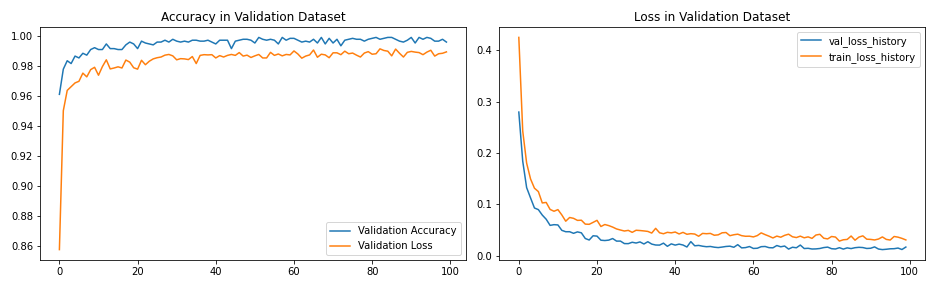 Accuracy in Validation Dataset
1.00
0.98
0.96
0.94
0.92
0.90
0.88
0.86
0 20 40 60 80 100
Validation Accuracy
Validation Loss
Loss in Validation Dataset
0.4
0.3
0.2
0.1
0.0
0 20 40 60 80 100
val_loss_history
train_loss_history